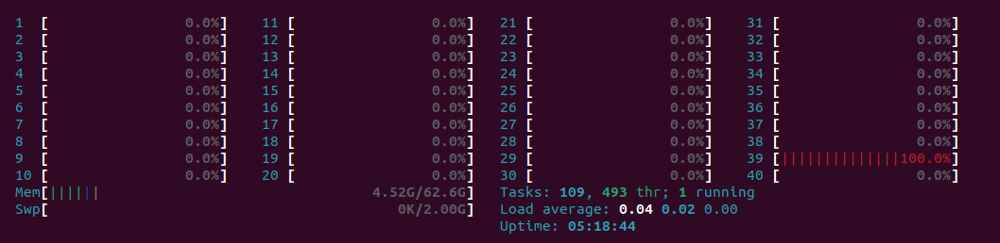 1 [ 0.0%] 11 [ 0.0%] 21 [ 0.0%] 31 [ 0.0%]
2 [ 0.0%] 12 [ 0.0%] 22 [ 0.0%] 32 [ 0.0%]
3 [ 0.0%] 13 [ 0.0%] 23 [ 0.0%] 33 [ 0.0%]
4 [ 0.0%] 14 [ 0.0%] 24 [ 0.0%] 34 [ 0.0%]
5 [ 0.0%] 15 [ 0.0%] 25 [ 0.0%] 35 [ 0.0%]
6 [ 0.0%] 16 [ 0.0%] 26 [ 0.0%] 36 [ 0.0%]
7 [ 0.0%] 17 [ 0.0%] 27 [ 0.0%] 37 [ 0.0%]
8 [ 0.0%] 18 [ 0.0%] 28 [ 0.0%] 38 [ 0.0%]
9 [ 0.0%] 19 [ 0.0%] 29 [ 0.0%] 39 [||||||||||||||100.0%]
10 [ 0.0%] 20 [ 0.0%] 30 [ 0.0%] 40 [ 0.0%]
Mem[|||||| 4.52G/62.6G] Tasks: 109, 493 thr; 1 running
Swp[ 0K/2.00G] Load average: 0.04 0.02 0.00
Uptime: 05:18:44